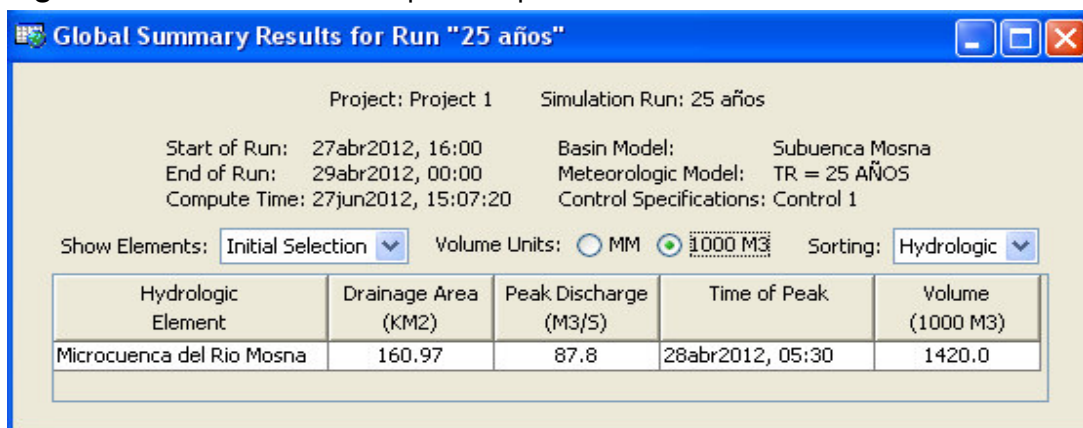 Global Summary Results for Run "25 años"
Project: Project 1 Simulation Run: 25 años
Start of Run: 27abr2012, 16:00 Basin Model: Subuenca Mosna
End of Run: 29abr2012, 00:00 Meteorologic Model: TR = 25 AÑOS
Compute Time: 27jun2012, 15:07:20 Control Specifications: Control 1
Show Elements: Initial Selection Volume Units: MM 1000 M3 Sorting: Hydrologic
Hydrologic Element Drainage Area (KM2) Peak Discharge (M3/S) Time of Peak Volume (1000 M3)
Microcuenca del Rio Mosna 160.97 87.8 28abr2012, 05:30 1420.0